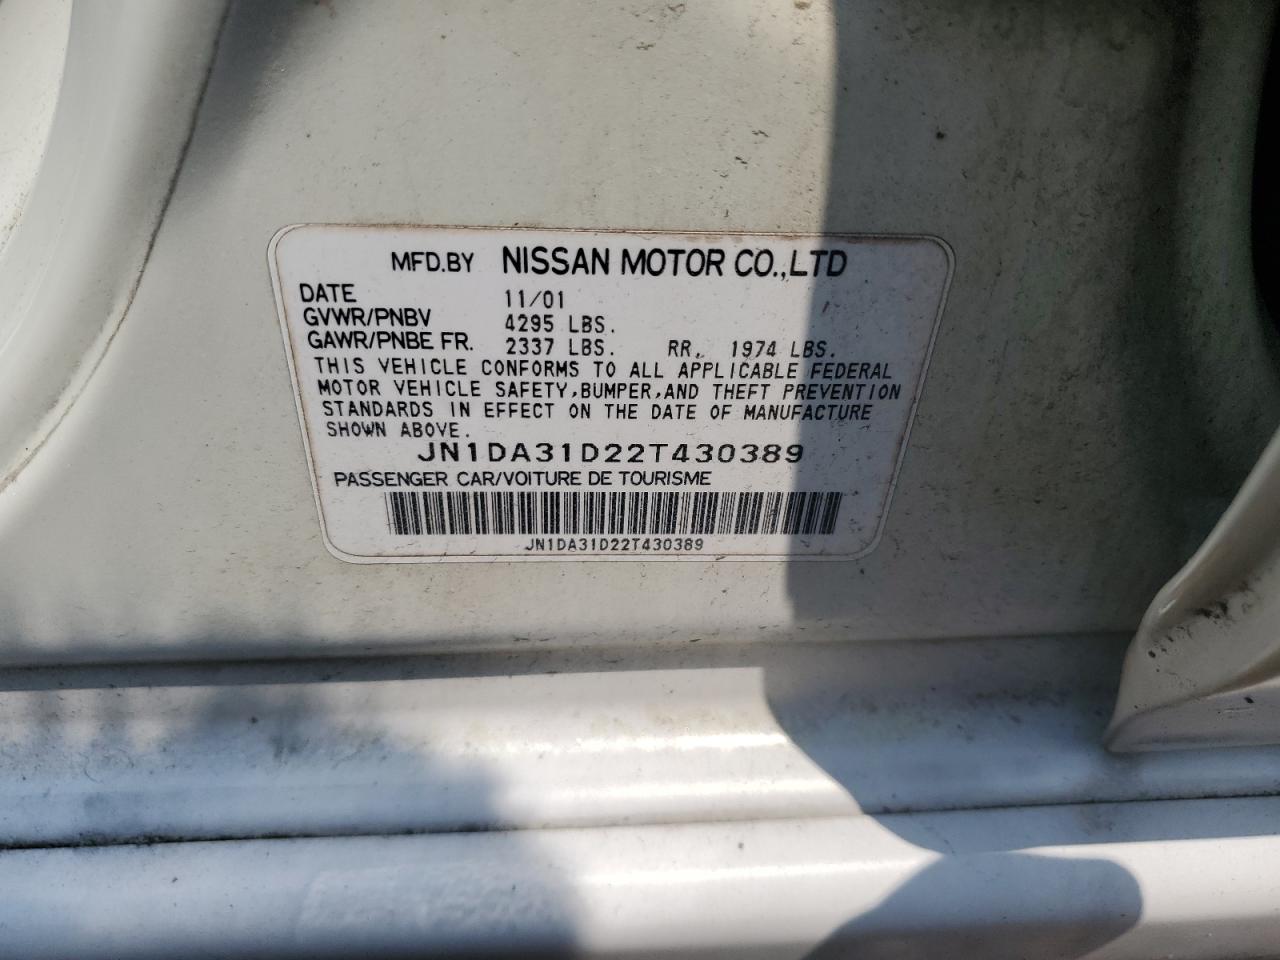 MFD.BY NISSAN MOTOR CO.,LTD
DATE 11/01
GVWR/PNBV 4295 LBS.
GAWR/PNBE FR. 2337 LBS. RR. 1974 LBS.
THIS VEHICLE CONFORMS TO ALL APPLICABLE FEDERAL
MOTOR VEHICLE SAFETY,BUMPER,AND THEFT PREVENTION
STANDARDS IN EFFECT ON THE DATE OF MANUFACTURE
SHOWN ABOVE.
JN1DA31D22T430389
PASSENGER CAR/VOITURE DE TOURISME
JN1DA31D22T430389